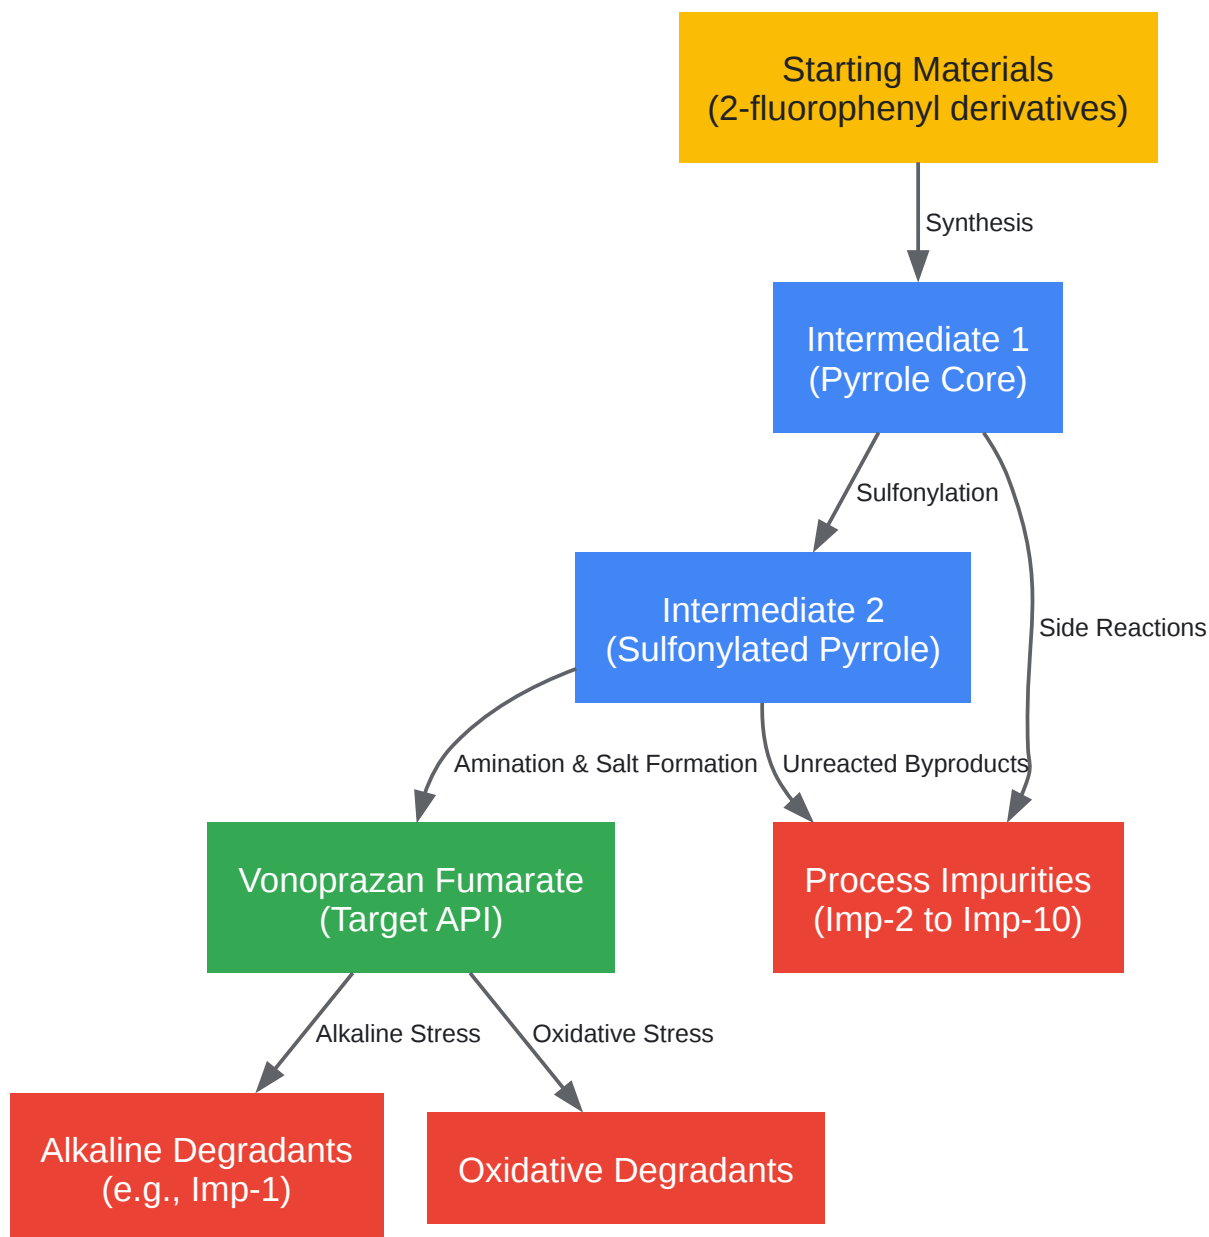 Starting Materials
(2-fluorophenyl derivatives)
Synthesis
Intermediate 1
(Pyrrole Core)
Sulfonylation
Intermediate 2
(Sulfonylated Pyrrole)
Side Reactions
Amination & Salt Formation
Unreacted Byproducts
Vonoprazan Fumarate
(Target API)
Process Impurities
(Imp-2 to Imp-10)
Alkaline Stress
Oxidative Stress
Alkaline Degradants
(e.g., Imp-1)
Oxidative Degradants